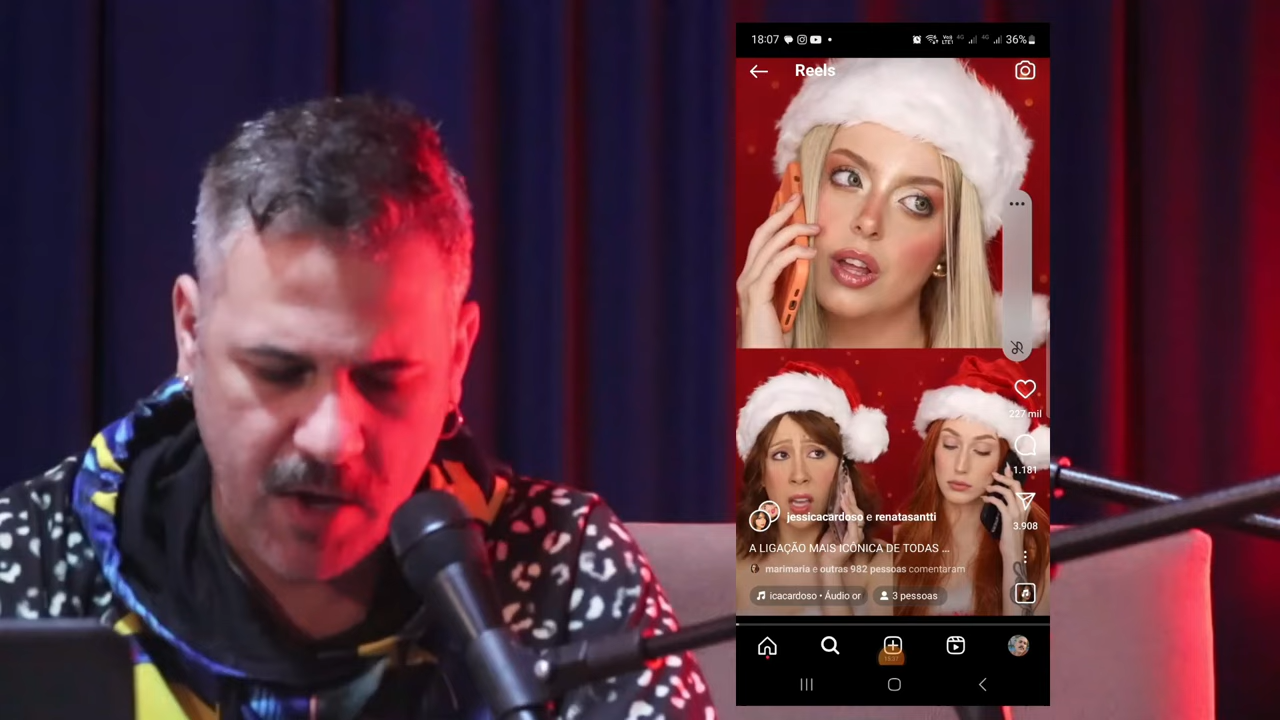 18:07
36%
Reels
227 mil
1.181
jessicacardoso e renatasantti
3.908
A LIGAÇÃO MAIS ICÔNICA DE TODAS ...
marimaria e outras 982 pessoas comentaram
icacardoso • Áudio or
3 pessoas